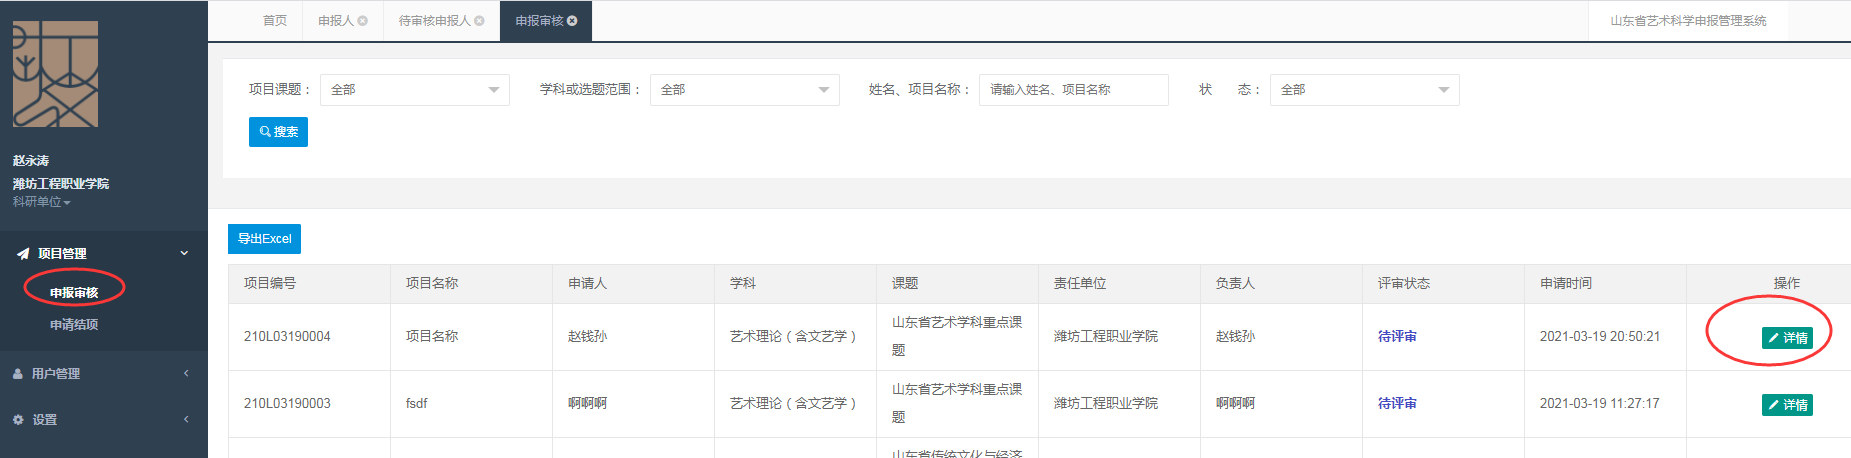 首页
申报人
待审核申报人
申报审核
山东省艺术科学申报管理系统
赵永涛
潍坊工程职业学院
科研单位
项目管理
申报审核
申请结项
用户管理
设置
项目课题：
全部
学科或选题范围：
全部
姓名、项目名称：
请输入姓名、项目名称
状 态：
全部
搜索
导出Excel
项目编号 项目名称 申请人 学科 课题 责任单位 负责人 评审状态 申请时间 操作
210L03190004 项目名称 赵钱孙 艺术理论（含文艺学） 山东省艺术学科重点课 潍坊工程职业学院 赵钱孙 待评审 2021-03-19 20:50:21 详情
题
210L03190003 fsdf 啊啊啊 艺术理论（含文艺学） 山东省艺术学科重点课 潍坊工程职业学院 啊啊啊 待评审 2021-03-19 11:27:17 详情
题
山东省传统文化与经济